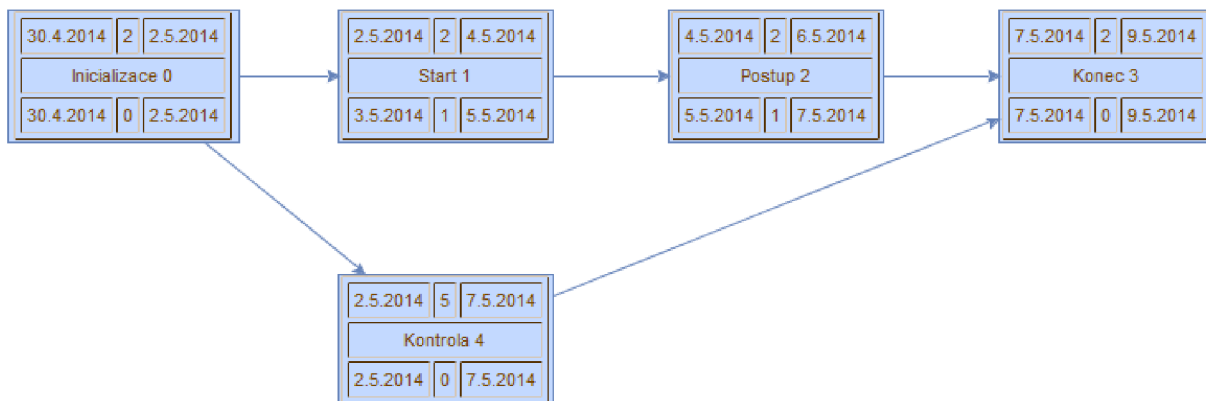 30.4.2014 2 2.5.2014
Inicializace 0
30.4.2014 0 2.5.2014
2.5.2014 2 4.5.2014
Start 1
3.5.2014 1 5.5.2014
4.5.2014 2 6.5.2014
Postup 2
5.5.2014 1 7.5.2014
7.5.2014 2 9.5.2014
Konec 3
7.5.2014 0 9.5.2014
2.5.2014 5 7.5.2014
Kontrola 4
2.5.2014 0 7.5.2014